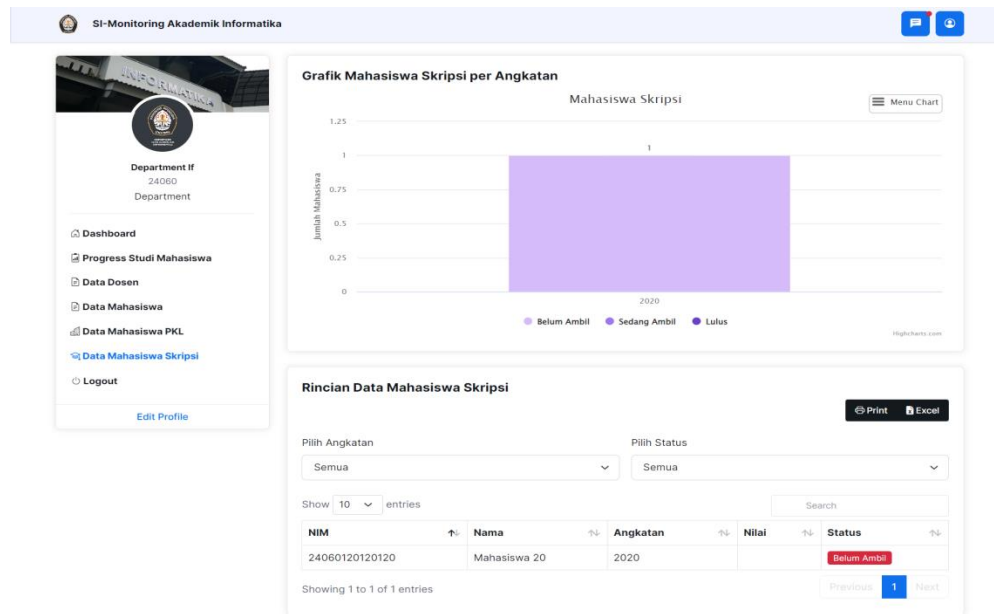 SI-Monitoring Akademik Informatika
INFORMATIKA
Department If
24060
Department
Dashboard
Progress Studi Mahasiswa
Data Dosen
Data Mahasiswa
Data Mahasiswa PKL
Data Mahasiswa Skripsi
Logout
Edit Profile
Grafik Mahasiswa Skripsi per Angkatan
Mahasiswa Skripsi
Menu Chart
Jumlah Mahasiswa
1.25
1
0.75
0.5
0.25
0
1
2020
Belum Ambil Sedang Ambil Lulus
Highcharts.com
Rincian Data Mahasiswa Skripsi
Print Excel
Pilih Angkatan Pilih Status
Semua Semua
Show 10 entries Search
NIM Nama Angkatan Nilai Status
24060120120120 Mahasiswa 20 2020 Belum Ambil
Showing 1 to 1 of 1 entries Previous 1 Next